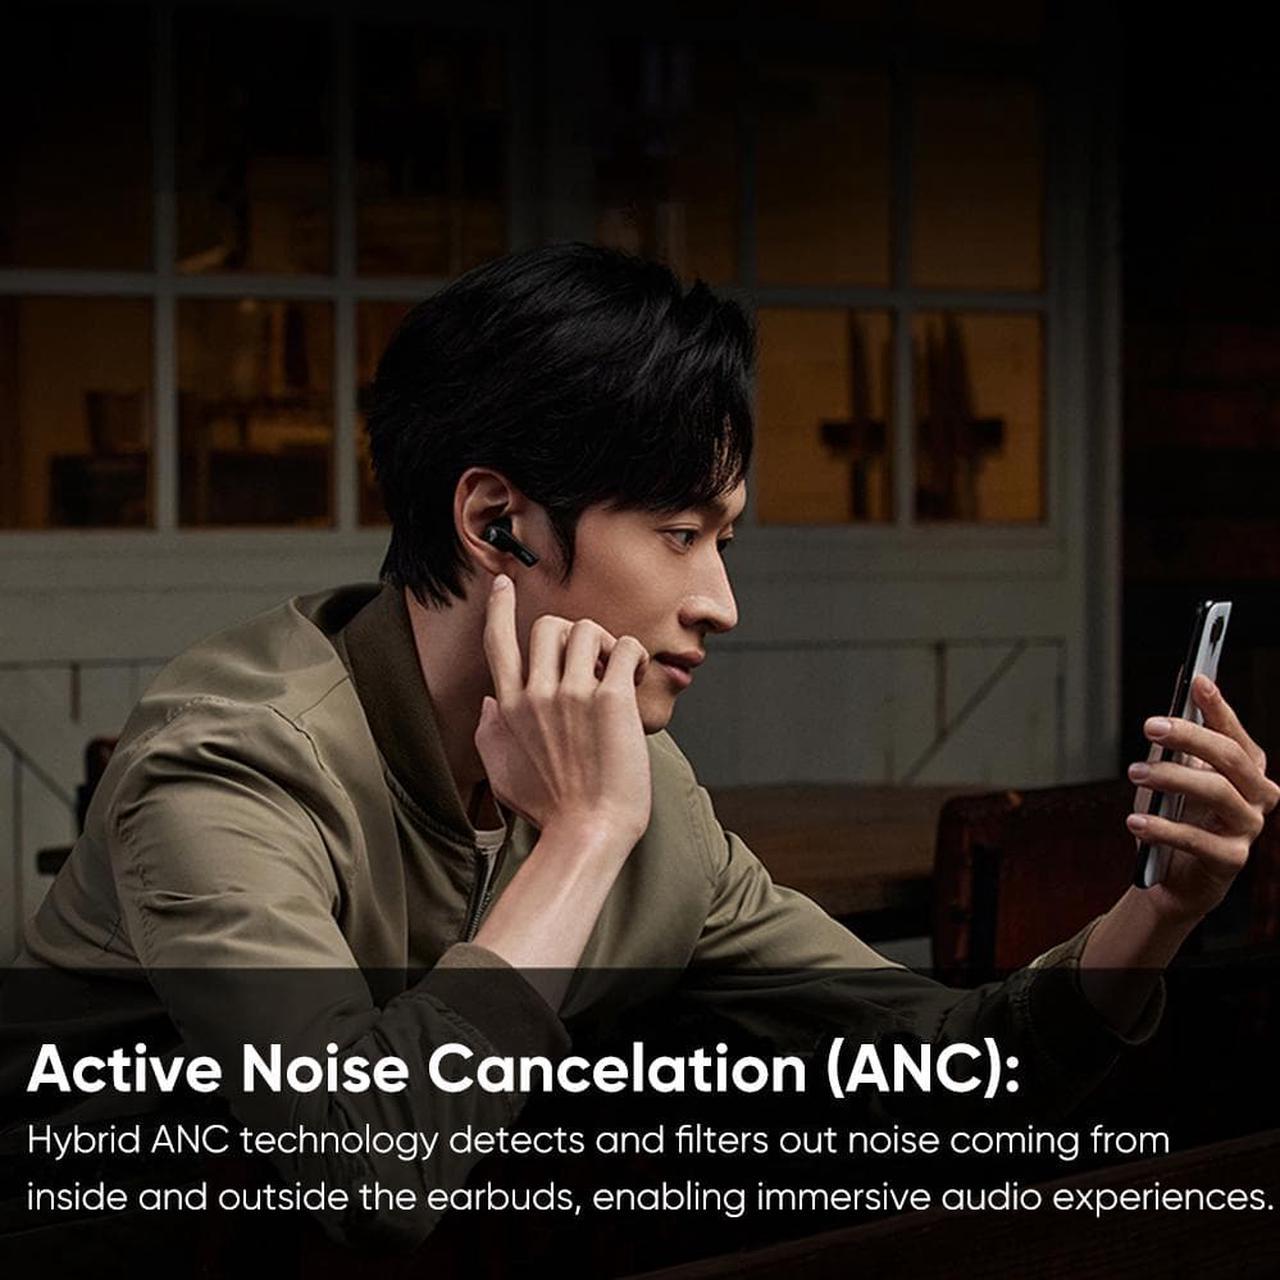 Active Noise Cancelation (ANC):
Hybrid ANC technology detects and filters out noise coming from
inside and outside the earbuds, enabling immersive audio experiences.